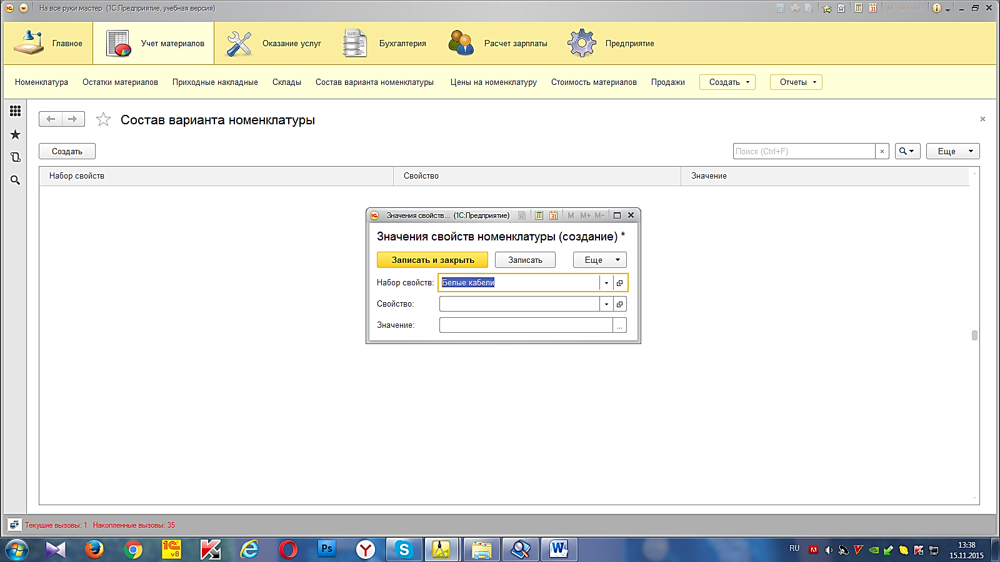 На все руки мастер (1С:Предприятие, учебная версия)
M M+ M-
Главное
Учет материалов
Оказание услуг
Бухгалтерия
Расчет зарплаты
Предприятие
Номенклатура
Остатки материалов
Приходные накладные
Склады
Состав варианта номенклатуры
Цены на номенклатуру
Стоимость материалов
Продажи
Создать
Отчеты
Состав варианта номенклатуры
Создать
Поиск (Ctrl+F)
Еще
Набор свойств
Свойство
Значение
Значения свойств... (1С:Предприятие)
31
M M+ M-
Значения свойств номенклатуры (создание) *
Записать и закрыть
Записать
Еще
Набор свойств:
Белые кабели
Свойство:
Значение:
...
Текущие вызовы: 1 Накопленные вызовы: 35
RU
13:38
15.11.2015